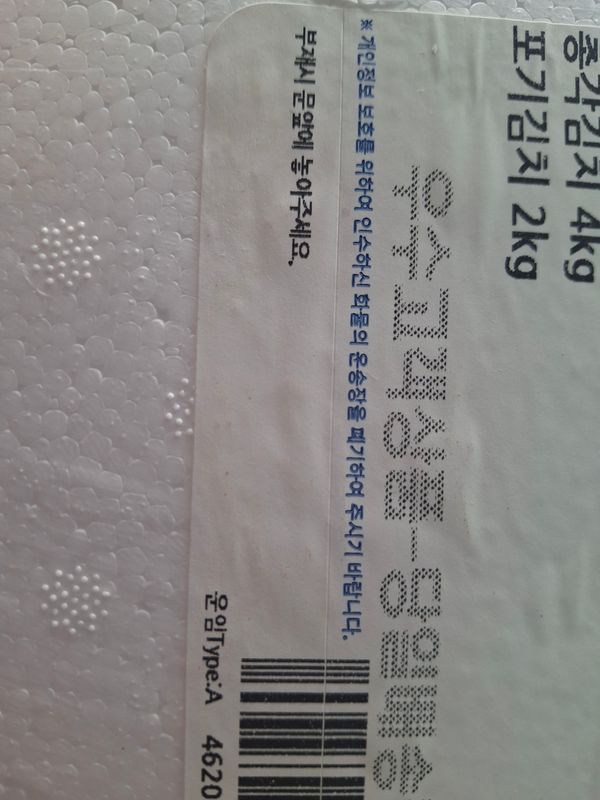 총각김치 4kg
포기김치 2kg
우수고객상품-당일배송
※ 개인정보 보호를 위하여 인수하신 화물의 운송장을 폐기하여 주시기 바랍니다.
부재시 문앞에 놓아주세요.
운임Type:A 4620